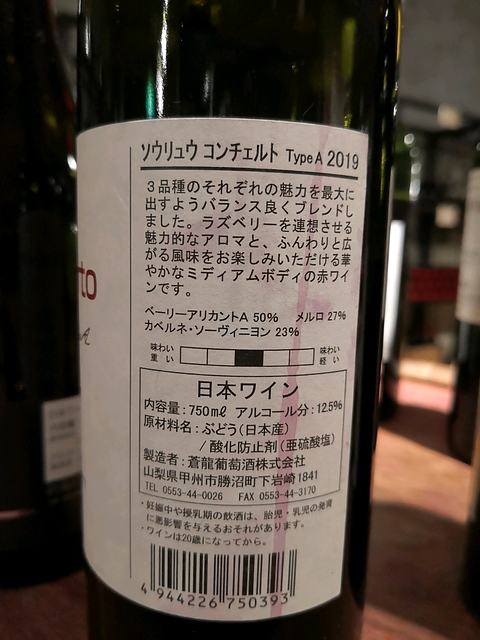 ソウリュウ コンチェルト Type A 2019
３品種のそれぞれの魅力を最大に
出すようバランス良くブレンドし
ました。ラズベリーを連想させる
魅力的なアロマと、ふんわりと広
がる風味をお楽しみいただける華
やかなミディアムボディの赤ワイ
ンです。
ベーリーアリカントA 50% メルロ 27%
カベルネ・ソーヴィニヨン 23%
味わい 重い
味わい 軽い
日本ワイン
内容量:750mℓ アルコール分:12.5%
原材料名:ぶどう(日本産)
/酸化防止剤(亜硫酸塩)
製造者:蒼龍葡萄酒株式会社
山梨県甲州市勝沼町下岩崎1841
TEL 0553-44-0026 FAX 0553-44-3170
・妊娠中や授乳期の飲酒は、胎児・乳児の発育
に悪影響を与えるおそれがあります。
・ワインは20歳になってから。
4 944226 750393
to